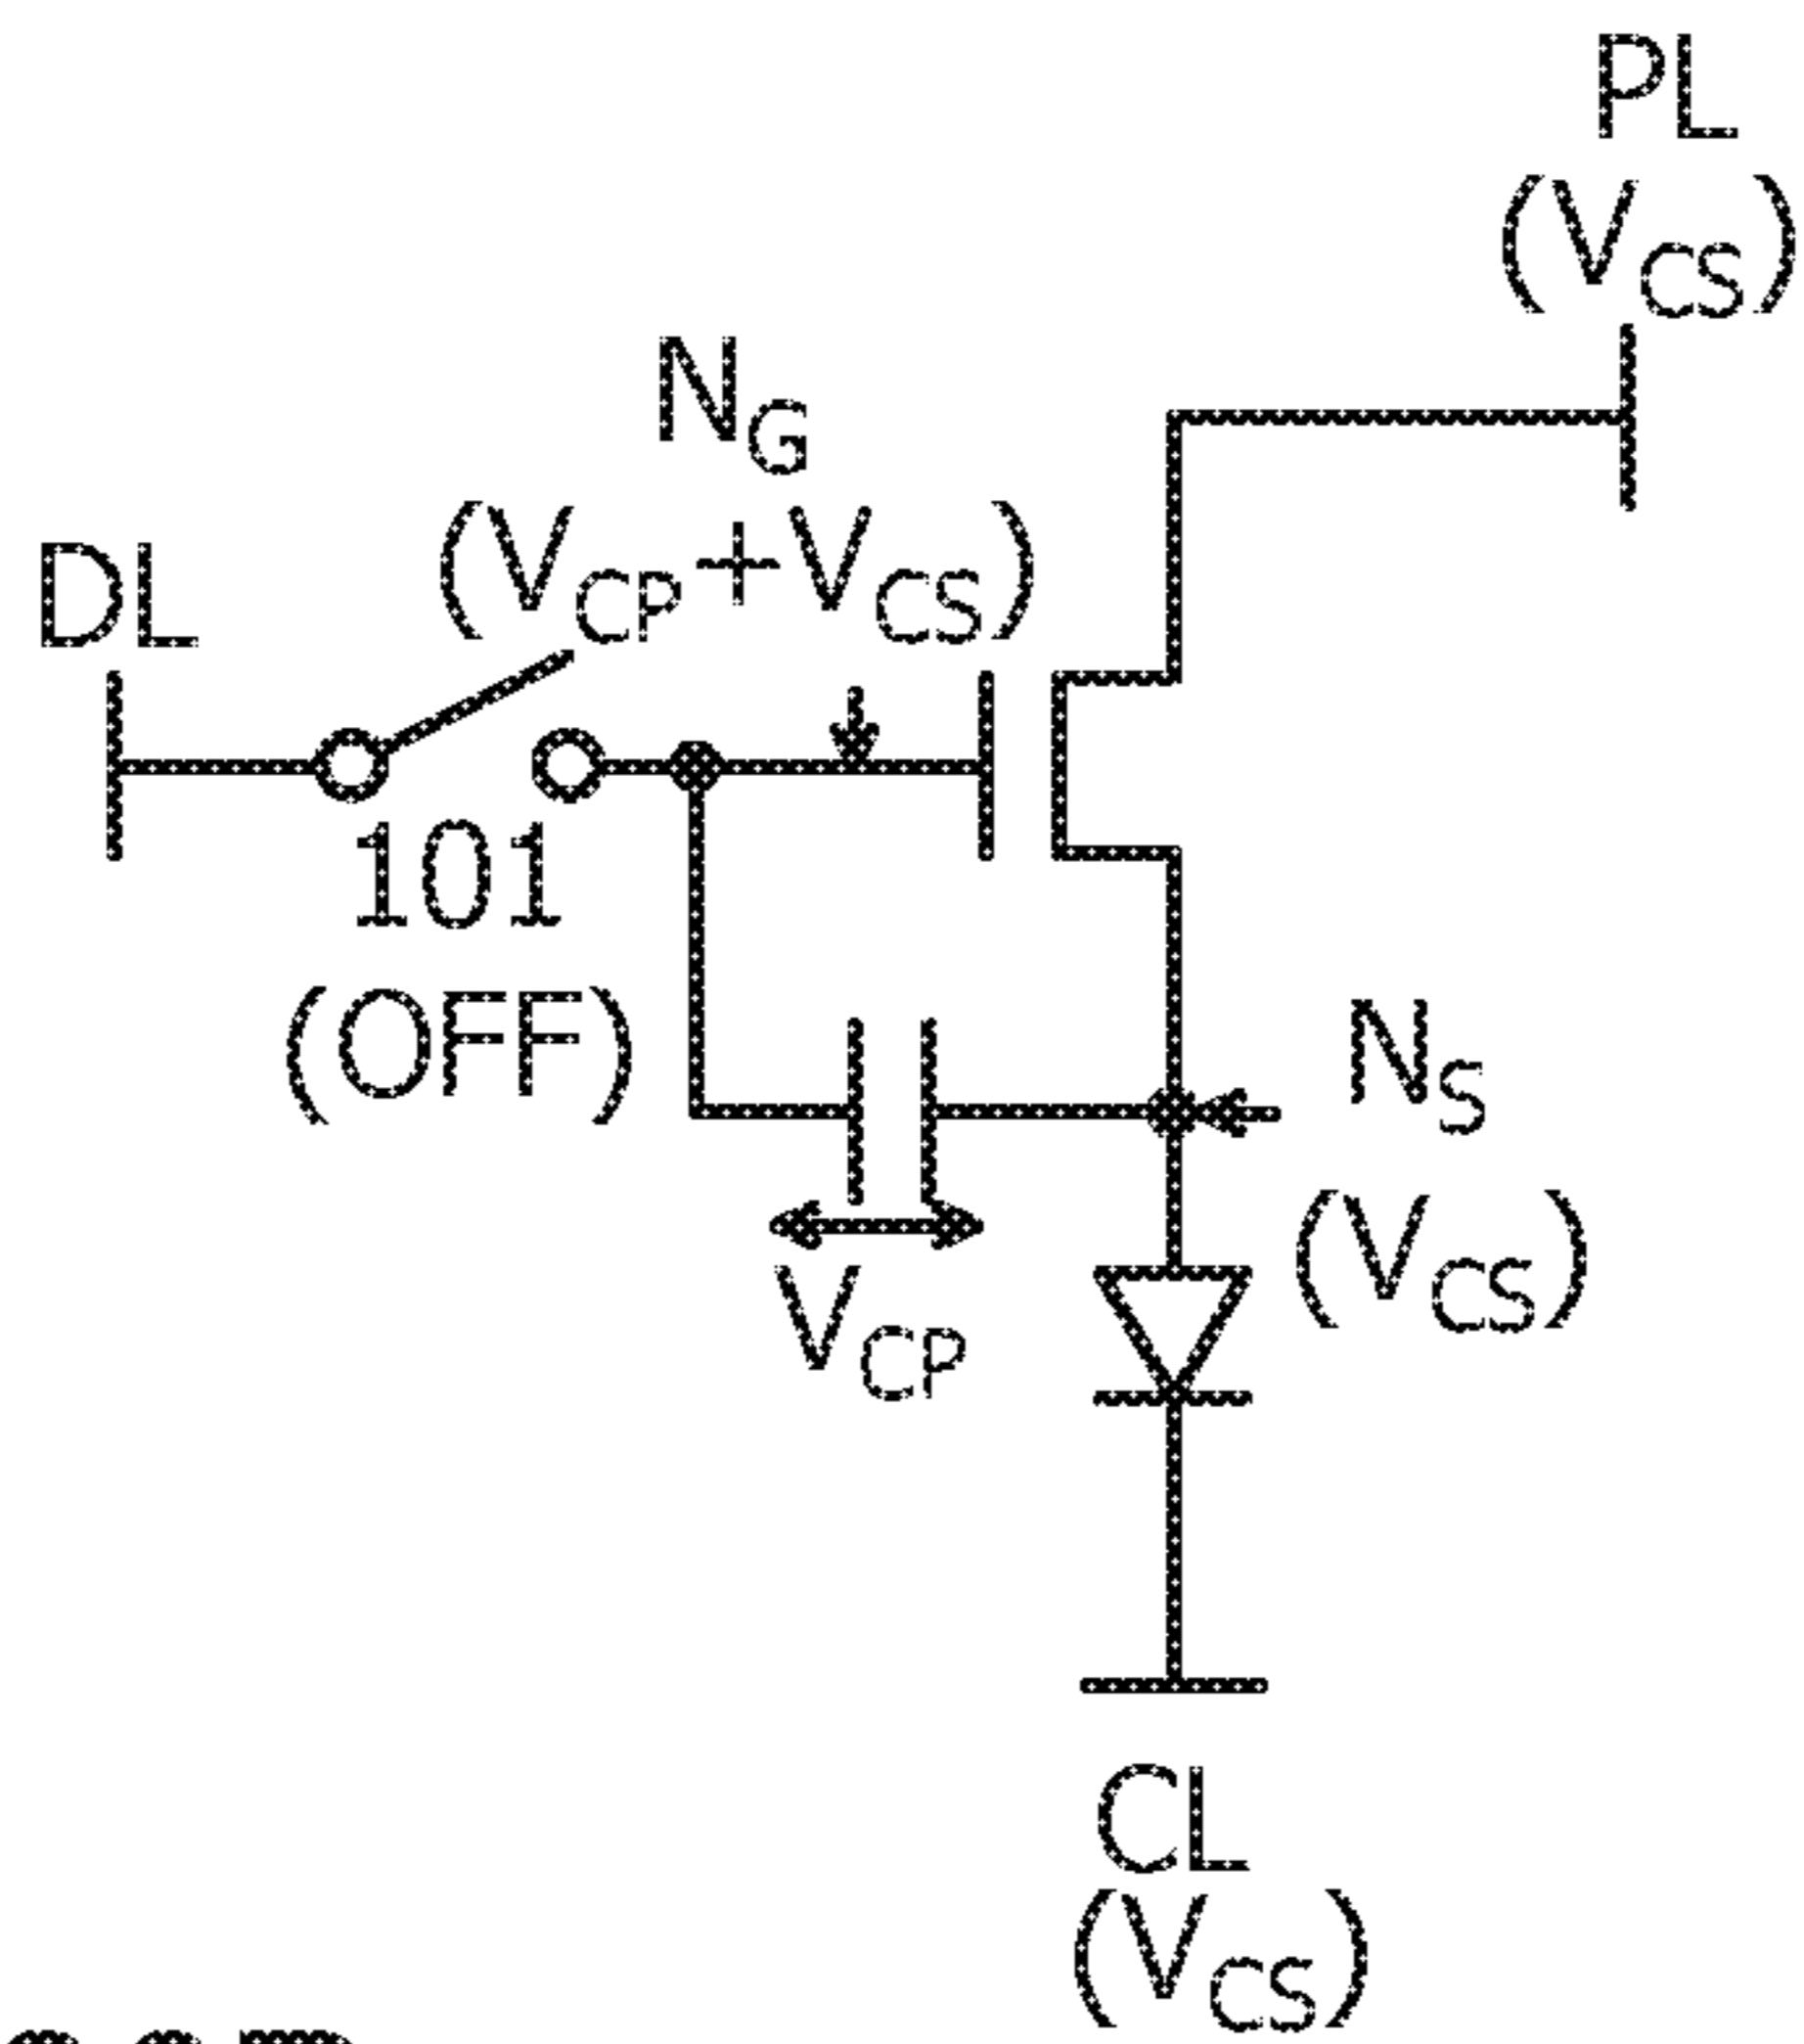 PL
(VCS)
NG
(VCP+VCS)
DL
101
(OFF)
NS
(VCS)
VCP
CL
(VCS)